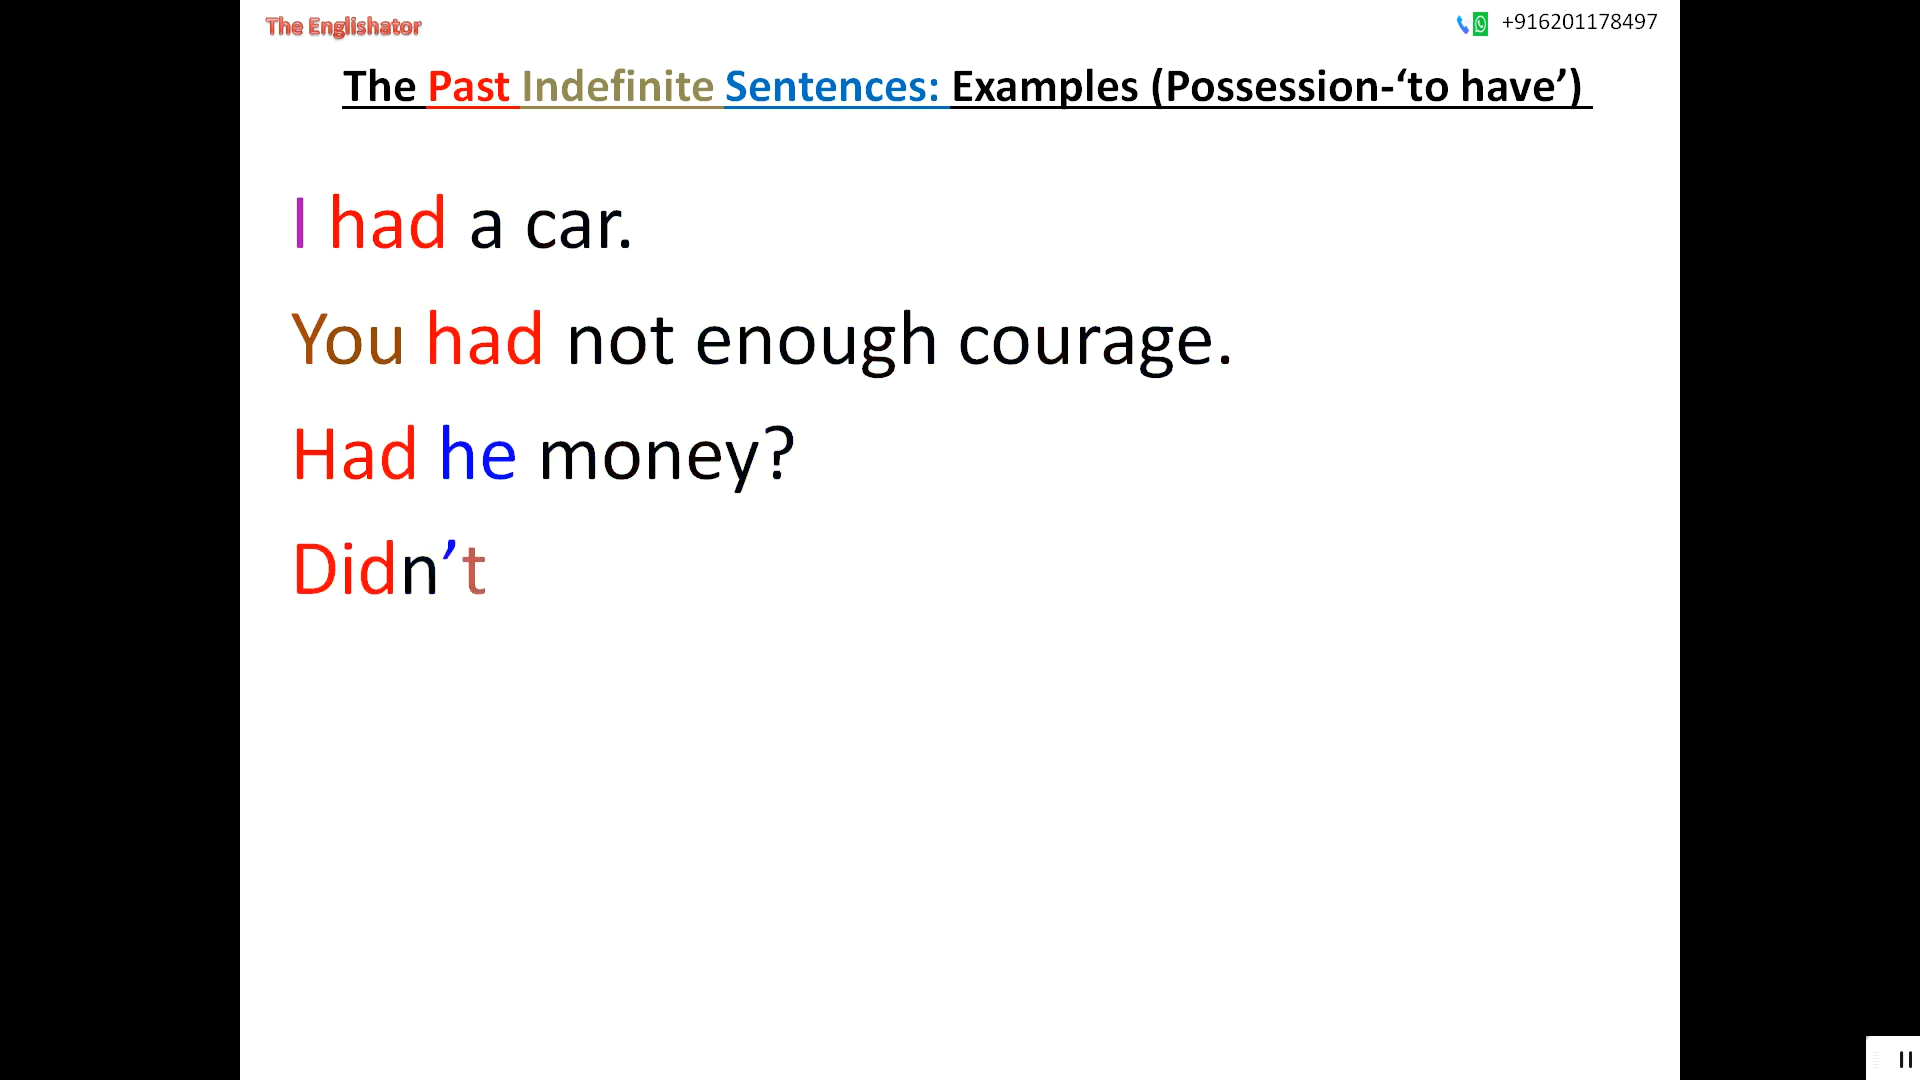 The Englishator
+916201178497
The Past Indefinite Sentences: Examples (Possession-‘to have’)
I had a car.
You had not enough courage.
Had he money?
Didn’t